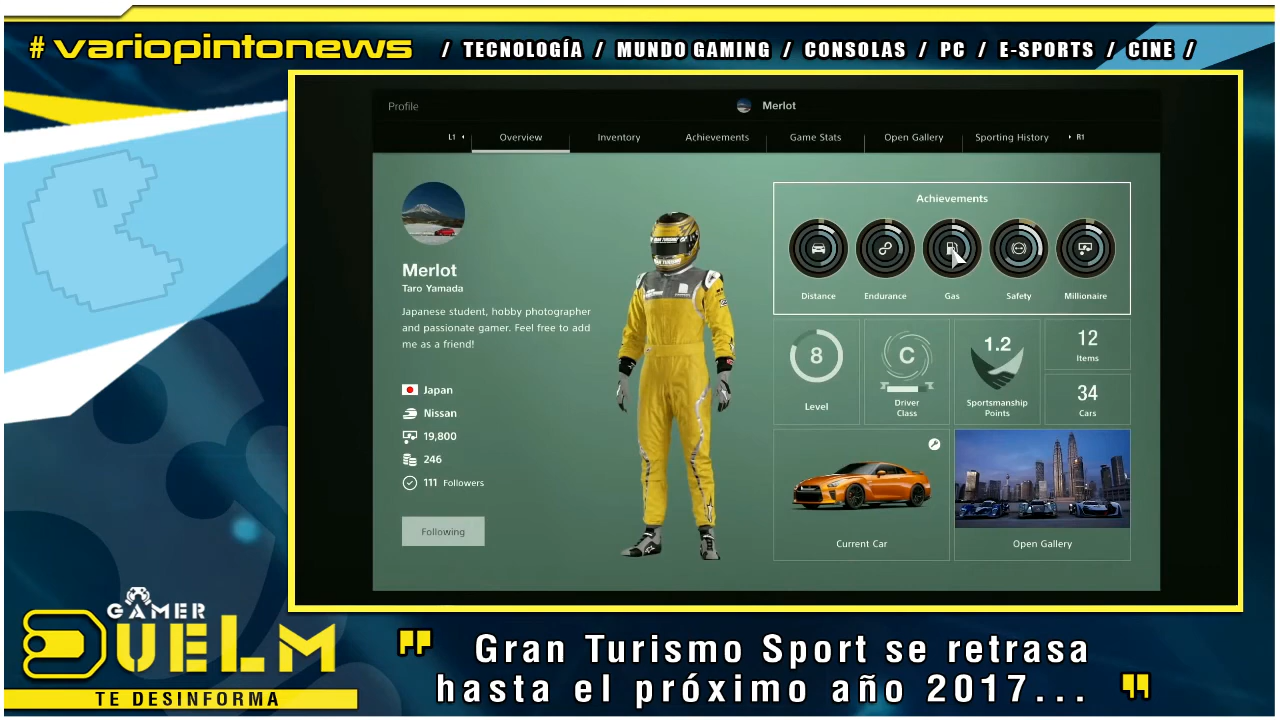 # variopintonews
/ TECNOLOGÍA / MUNDO GAMING / CONSOLAS / PC / E-SPORTS / CINE /
Profile
Merlot
L1
Overview
Inventory
Achievements
Game Stats
Open Gallery
Sporting History
R1
Merlot
Taro Yamada
Japanese student, hobby photographer
and passionate gamer. Feel free to add
me as a friend!
Japan
Nissan
19,800
246
111 Followers
Following
GRAN TURISMO
Achievements
Distance
Endurance
Gas
Safety
Millionaire
8
Level
C
Driver
Class
1.2
Sportsmanship
Points
12
Items
34
Cars
Current Car
Open Gallery
GAMER
DUELM
TE DESINFORMA
" Gran Turismo Sport se retrasa
hasta el próximo año 2017... "